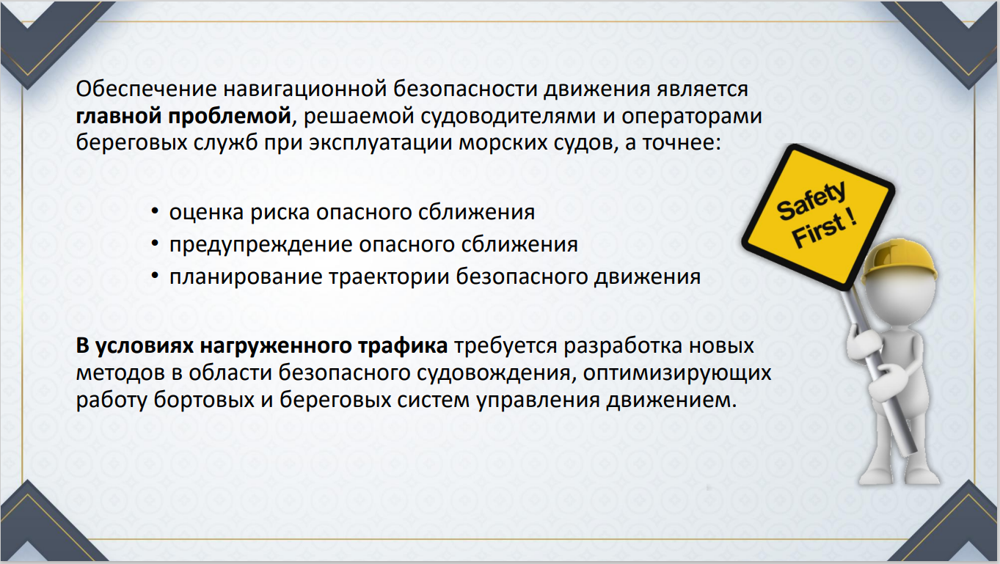 Обеспечение навигационной безопасности движения является
главной проблемой, решаемой судоводителями и операторами
береговых служб при эксплуатации морских судов, а точнее:
• оценка риска опасного сближения
• предупреждение опасного сближения
• планирование траектории безопасного движения
Safety
First !
В условиях нагруженного трафика требуется разработка новых
методов в области безопасного судовождения, оптимизирующих
работу бортовых и береговых систем управления движением.